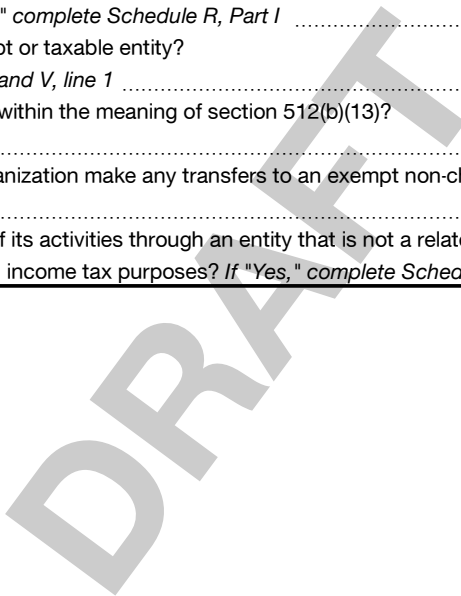 " complete Schedule R, Part I
or taxable entity?
and V, line 1
within the meaning of section 512(b)(13)?
anization make any transfers to an exempt non-c
its activities through an entity that is not a relat
income tax purposes? If "Yes," complete Sched
DRAFT